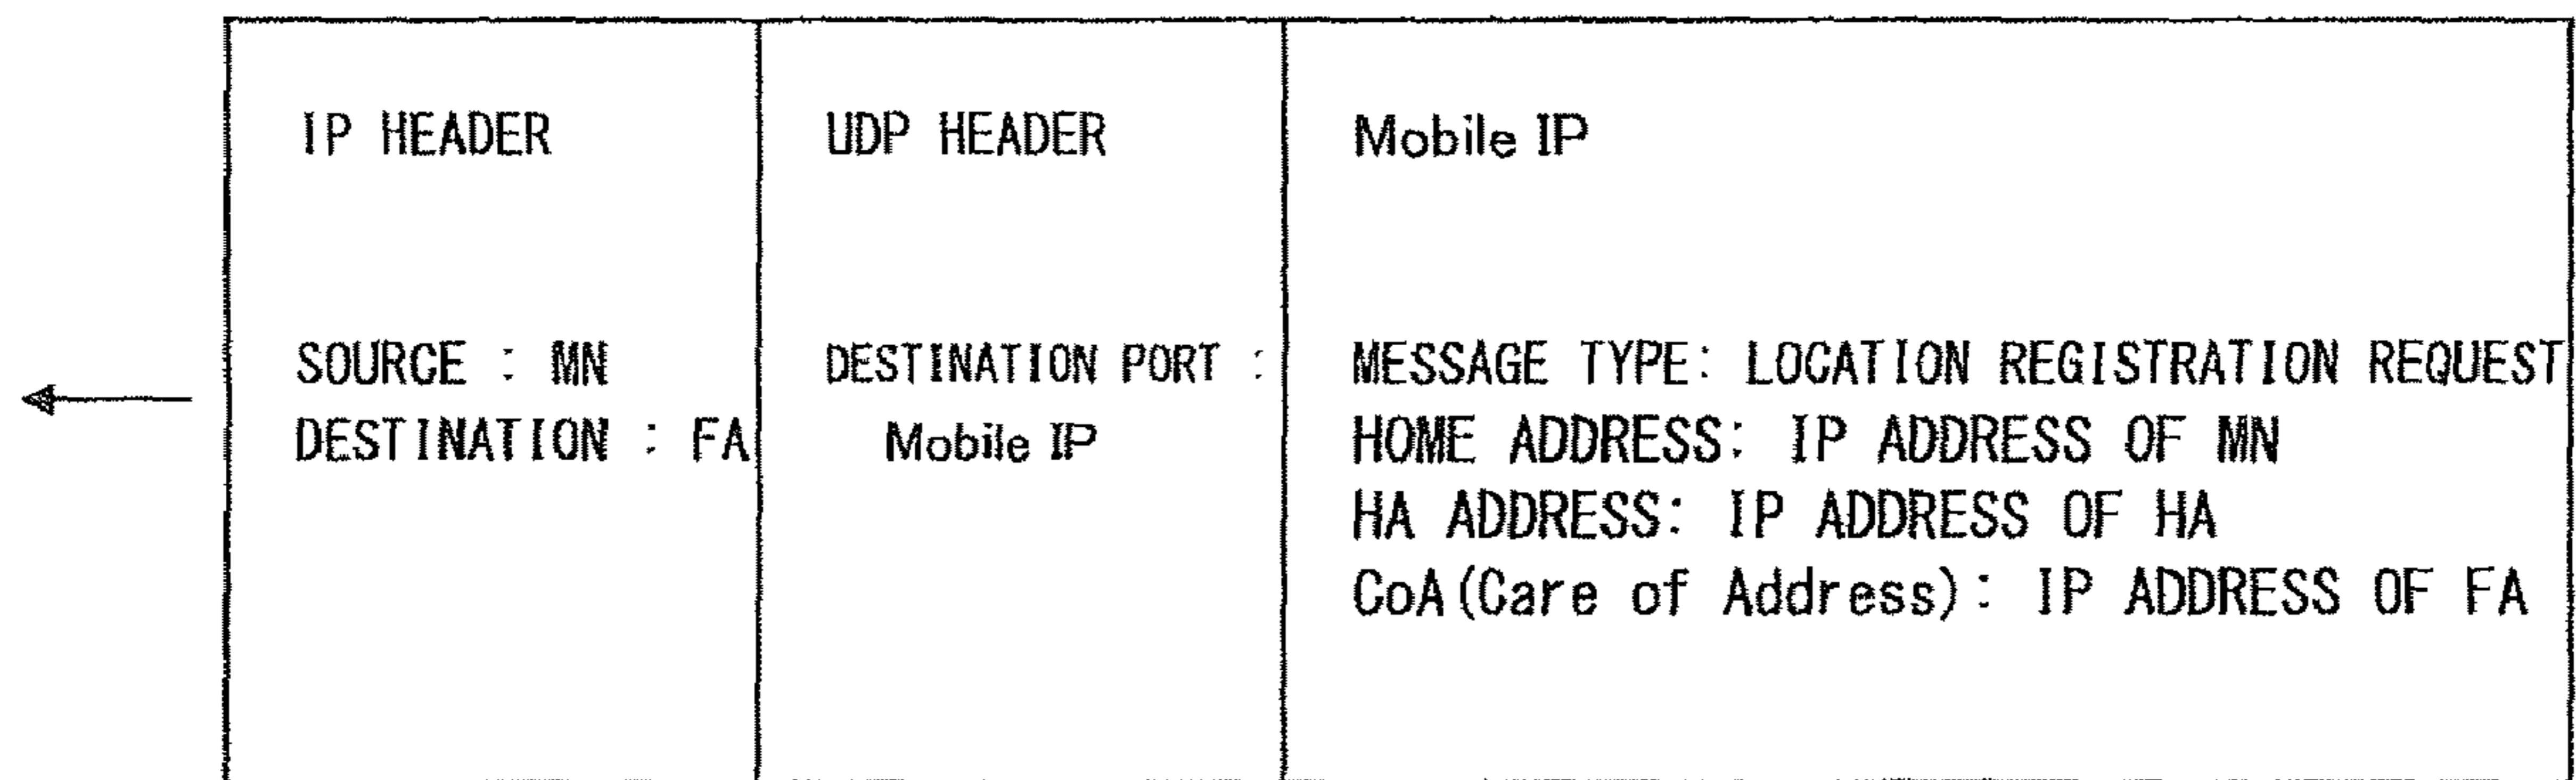 IP HEADER
SOURCE : MN
DESTINATION : FA
UDP HEADER
DESTINATION PORT :
Mobile IP
Mobile IP
MESSAGE TYPE: LOCATION REGISTRATION REQUEST
HOME ADDRESS: IP ADDRESS OF MN
HA ADDRESS: IP ADDRESS OF HA
CoA(Care of Address): IP ADDRESS OF FA